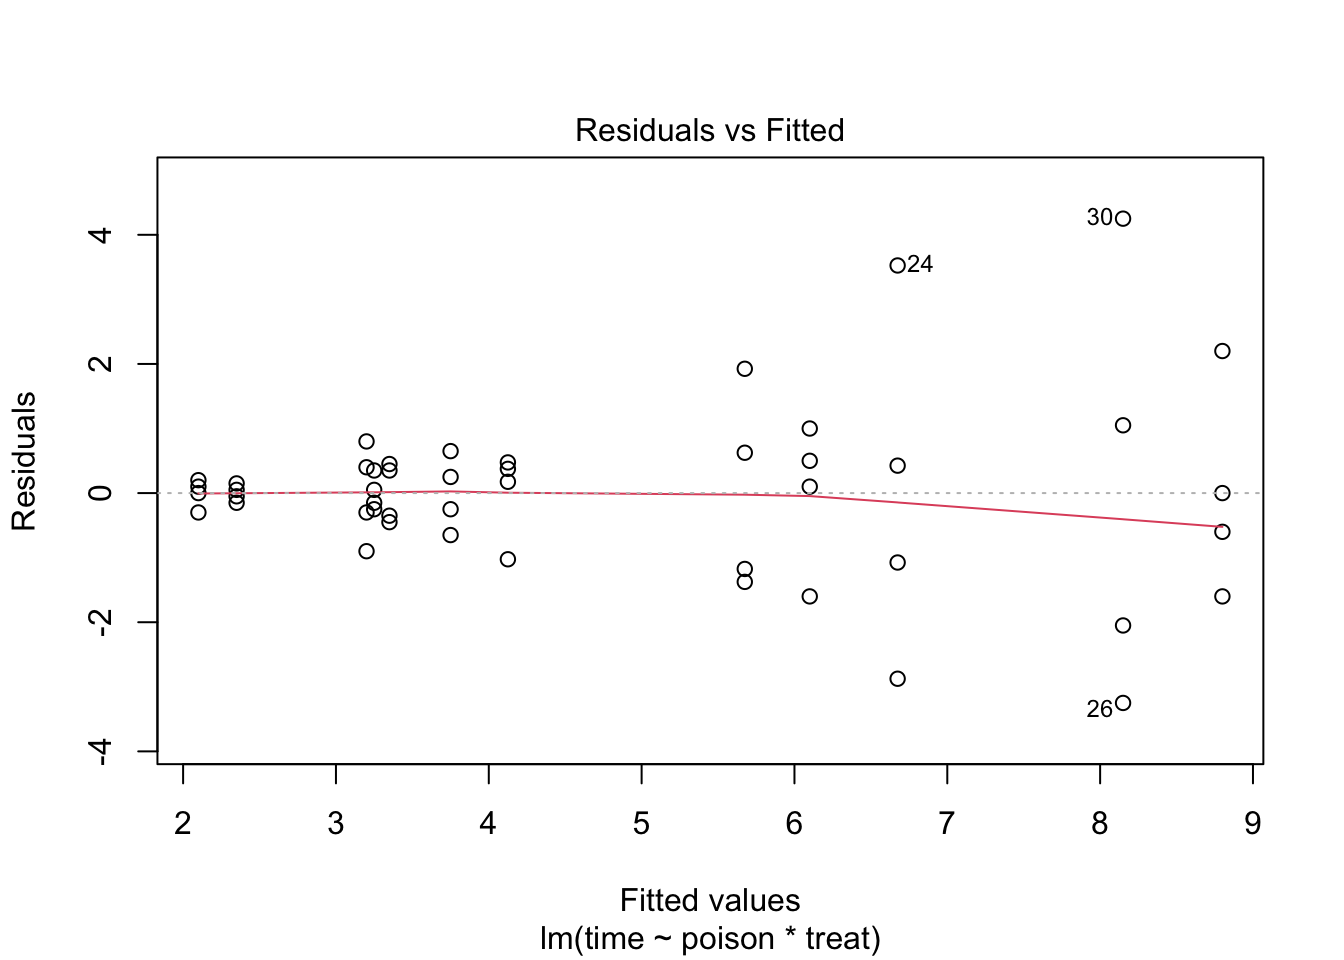 Residuals vs Fitted
Residuals
4
2
0
-2
-4
30
24
26
2 3 4 5 6 7 8 9
Fitted values
lm(time ~ poison * treat)